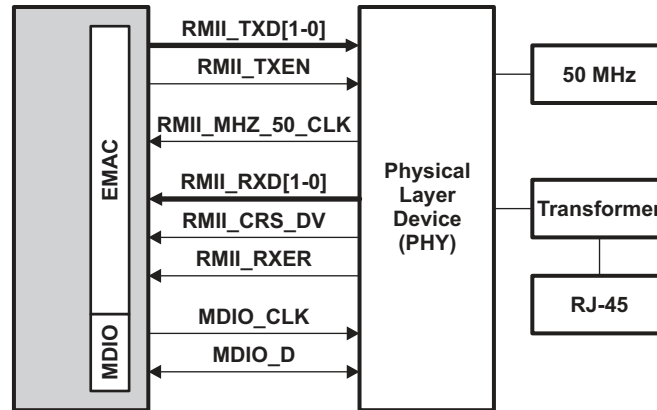 RMII_TXD[1-0]
RMII_TXEN
RMII_MHZ_50_CLK
RMII_RXD[1-0]
RMII_CRS_DV
RMII_RXER
MDIO_CLK
MDIO_D
EMAC
MDIO
Physical
Layer
Device
(PHY)
50 MHz
Transformer
RJ-45